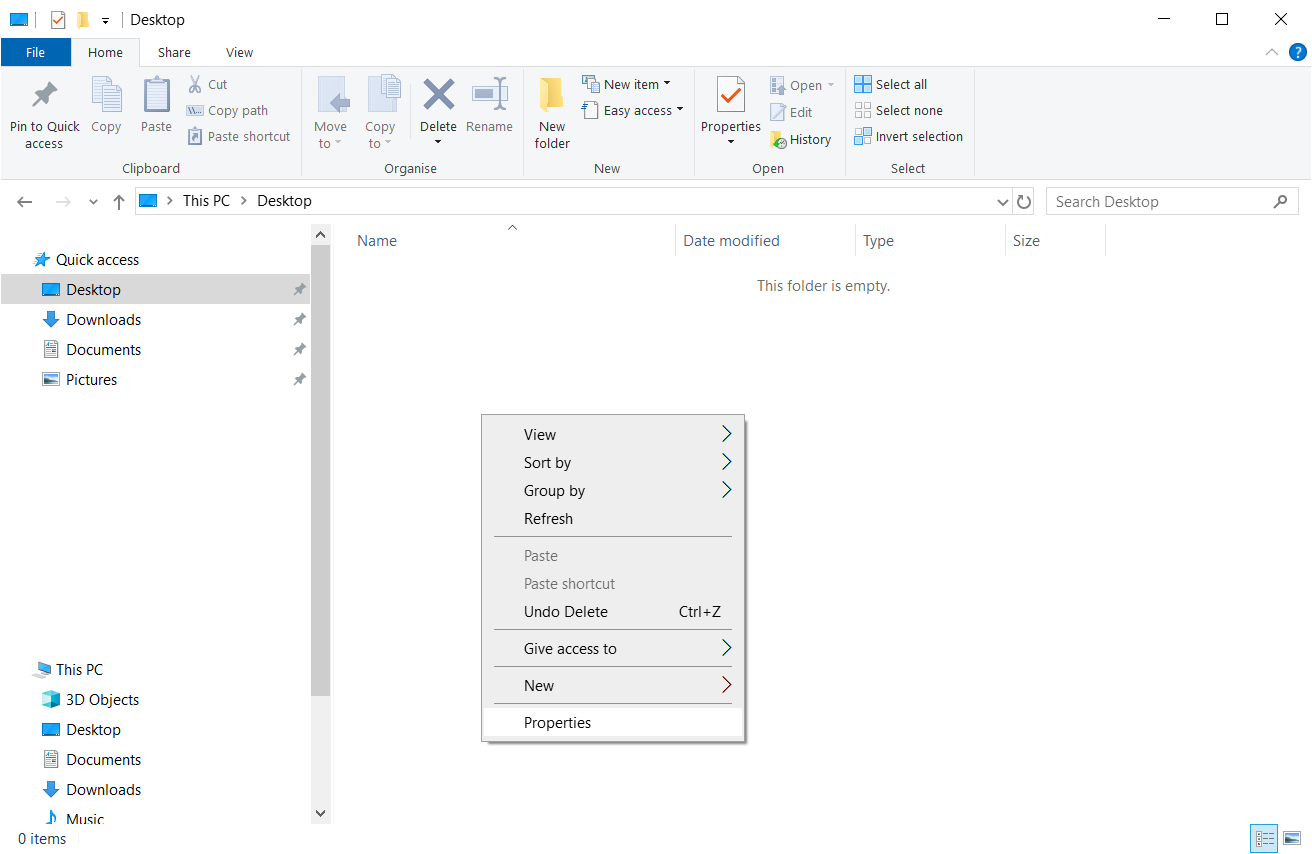 Desktop
File Home Share View
Pin to Quick access
Copy
Paste
Cut
Copy path
Paste shortcut
Clipboard
Move to
Copy to
Delete
Rename
Organise
New folder
New item
Easy access
New
Properties
Open
Edit
History
Open
Select all
Select none
Invert selection
Select
This PC Desktop
Search Desktop
Quick access
Desktop
Downloads
Documents
Pictures
This PC
3D Objects
Desktop
Documents
Downloads
Music
Name Date modified Type Size
This folder is empty.
View
Sort by
Group by
Refresh
Paste
Paste shortcut
Undo Delete Ctrl+Z
Give access to
New
Properties
0 items